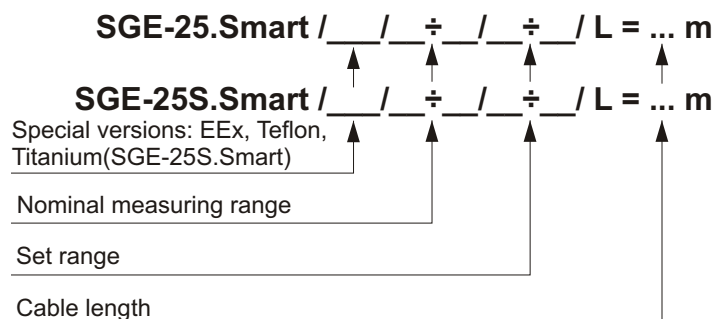 SGE-25.Smart /___/__÷__/__÷__/ L = ... m
SGE-25S.Smart /___/__÷__/__÷__/ L = ... m
Special versions: EEx, Teflon,
Titanium(SGE-25S.Smart)
Nominal measuring range
Set range
Cable length